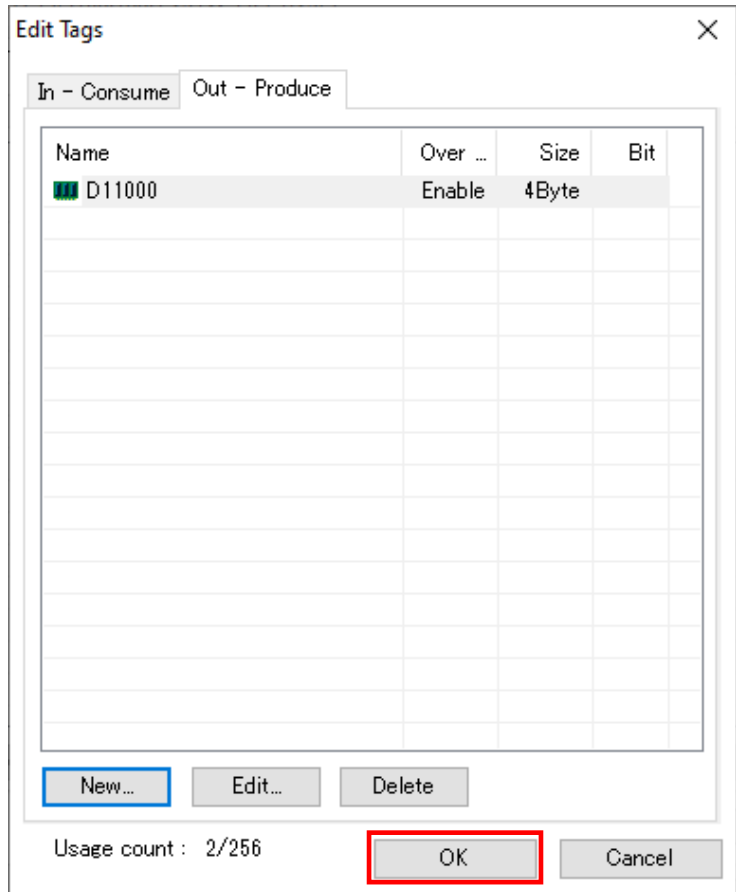 Edit Tags
In - Consume Out - Produce
Name Over ... Size Bit
D11000 Enable 4Byte
New... Edit... Delete
Usage count : 2/256 OK Cancel